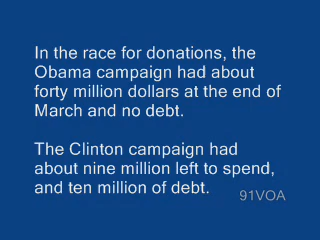 In the race for donations, the
Obama campaign had about
forty million dollars at the end of
March and no debt.
The Clinton campaign had
about nine million left to spend,
and ten million of debt.
91VOA